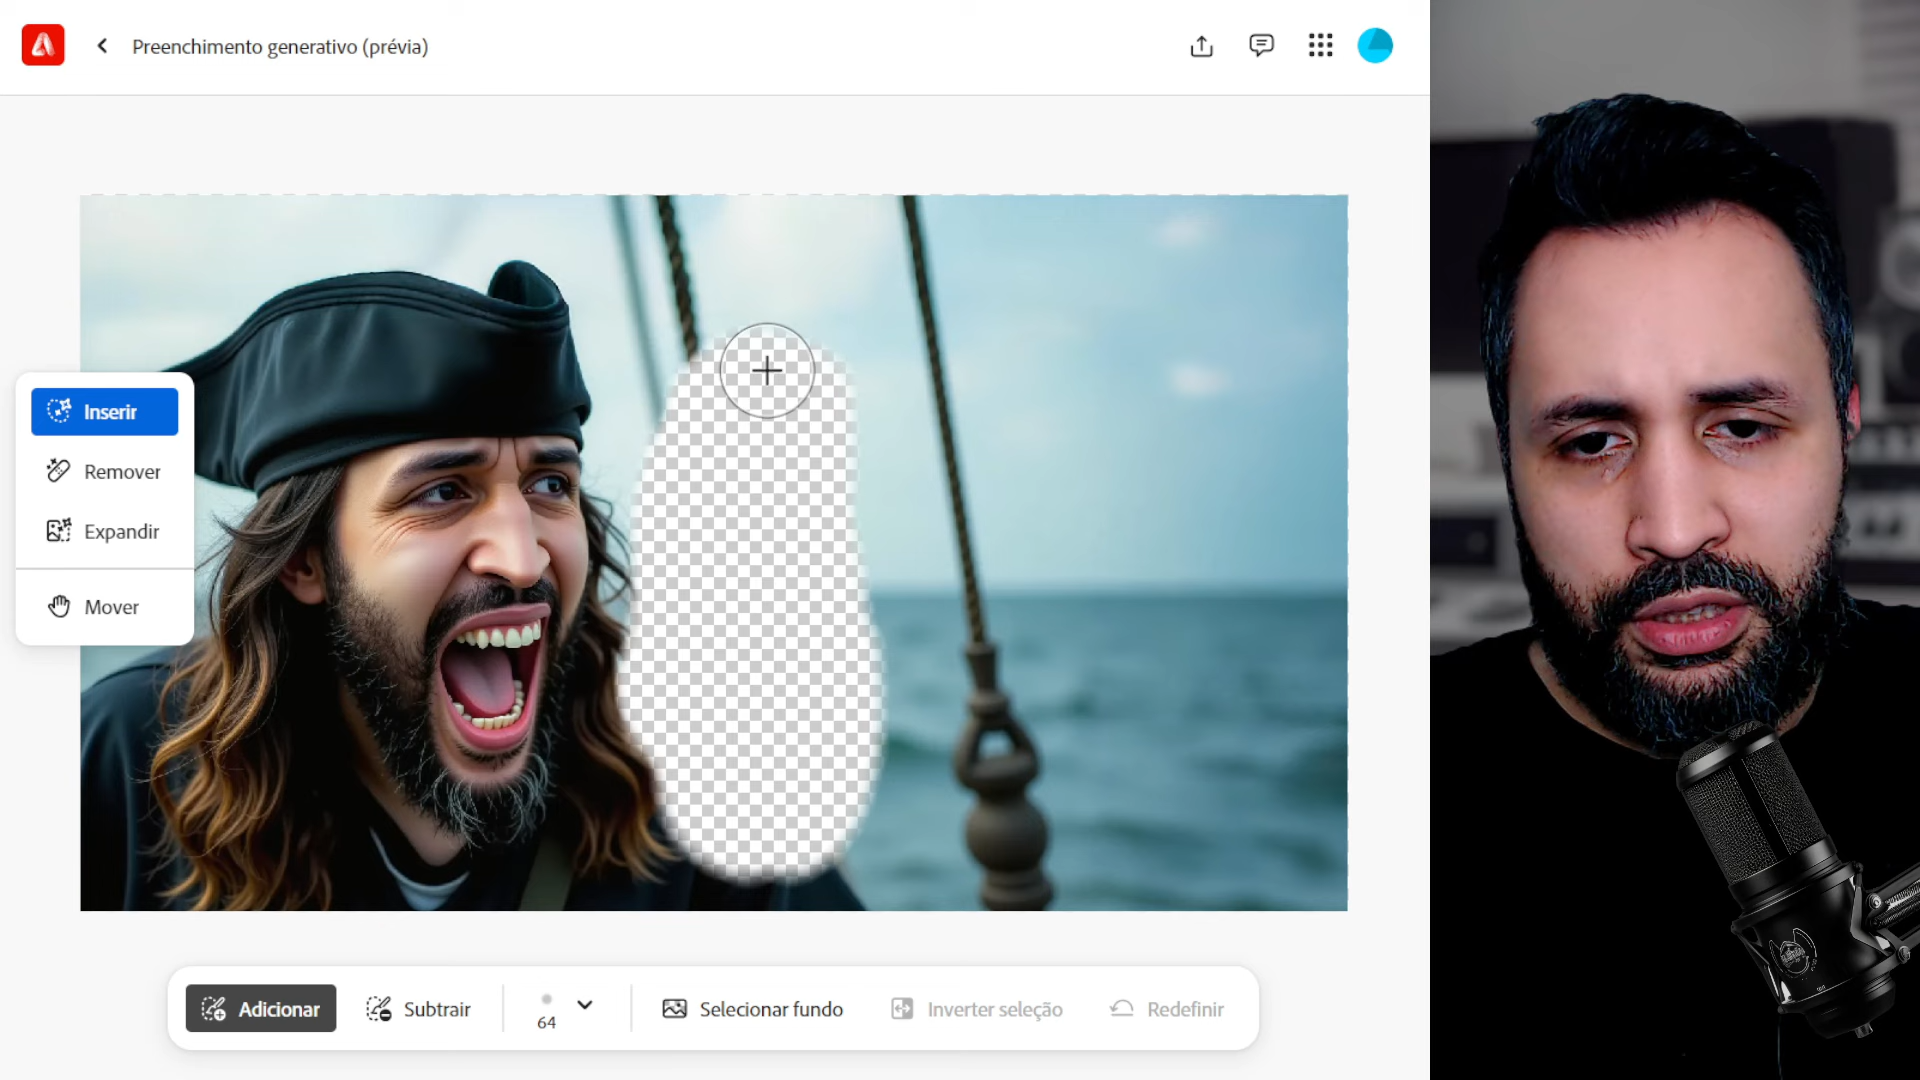 Preenchimento generativo (prévia)
Inserir
Remover
Expandir
Mover
Adicionar
Subtrair
64
Selecionar fundo
Inverter seleção
Redefinir